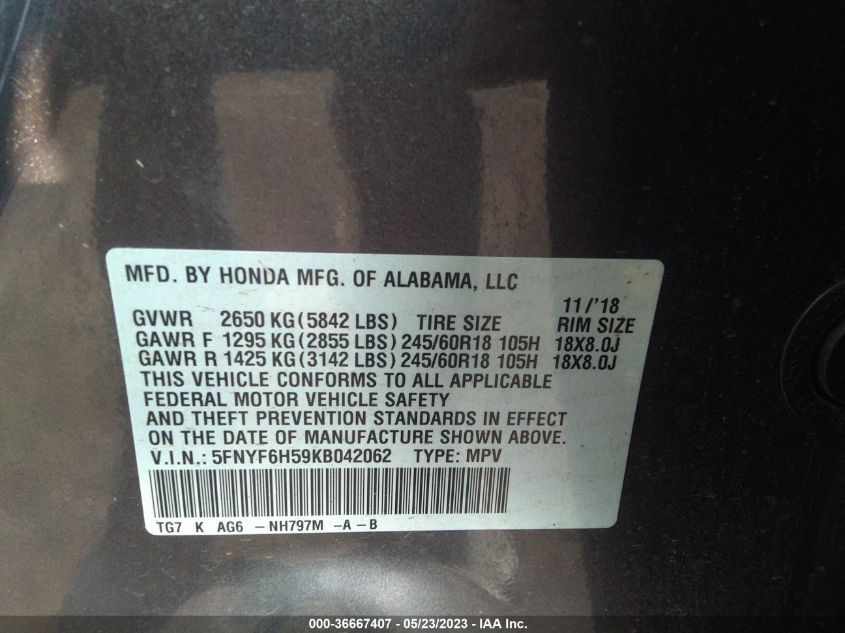 MFD. BY HONDA MFG. OF ALABAMA, LLC
11/'18
GVWR 2650 KG(5842 LBS) TIRE SIZE RIM SIZE
GAWR F 1295 KG(2855 LBS) 245/60R18 105H 18X8.0J
GAWR R 1425 KG(3142 LBS) 245/60R18 105H 18X8.0J
THIS VEHICLE CONFORMS TO ALL APPLICABLE
FEDERAL MOTOR VEHICLE SAFETY
AND THEFT PREVENTION STANDARDS IN EFFECT
ON THE DATE OF MANUFACTURE SHOWN ABOVE.
V.I.N.: 5FNYF6H59KB042062 TYPE: MPV
TG7 K AG6 -NH797M -A-B
000-36667407 - 05/23/2023 - IAA Inc.